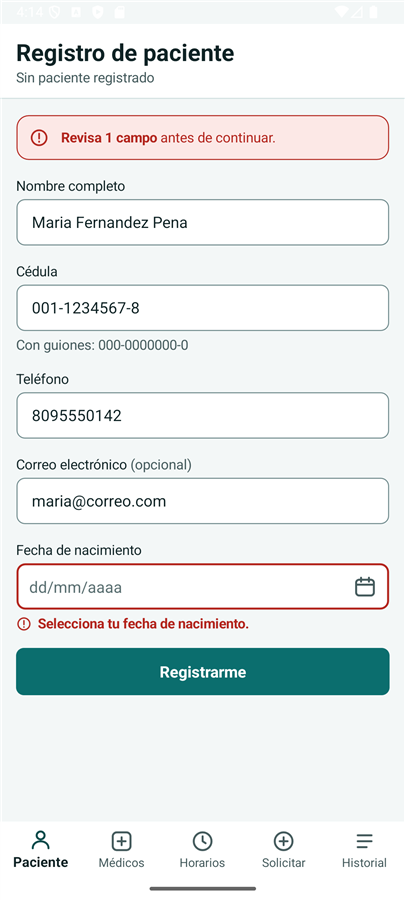 4:14
Registro de paciente
Sin paciente registrado
Revisa 1 campo antes de continuar.
Nombre completo
Maria Fernandez Pena
Cédula
001-1234567-8
Con guiones: 000-0000000-0
Teléfono
8095550142
Correo electrónico (opcional)
maria@correo.com
Fecha de nacimiento
dd/mm/aaaa
Selecciona tu fecha de nacimiento.
Registrarme
Paciente Médicos Horarios Solicitar Historial